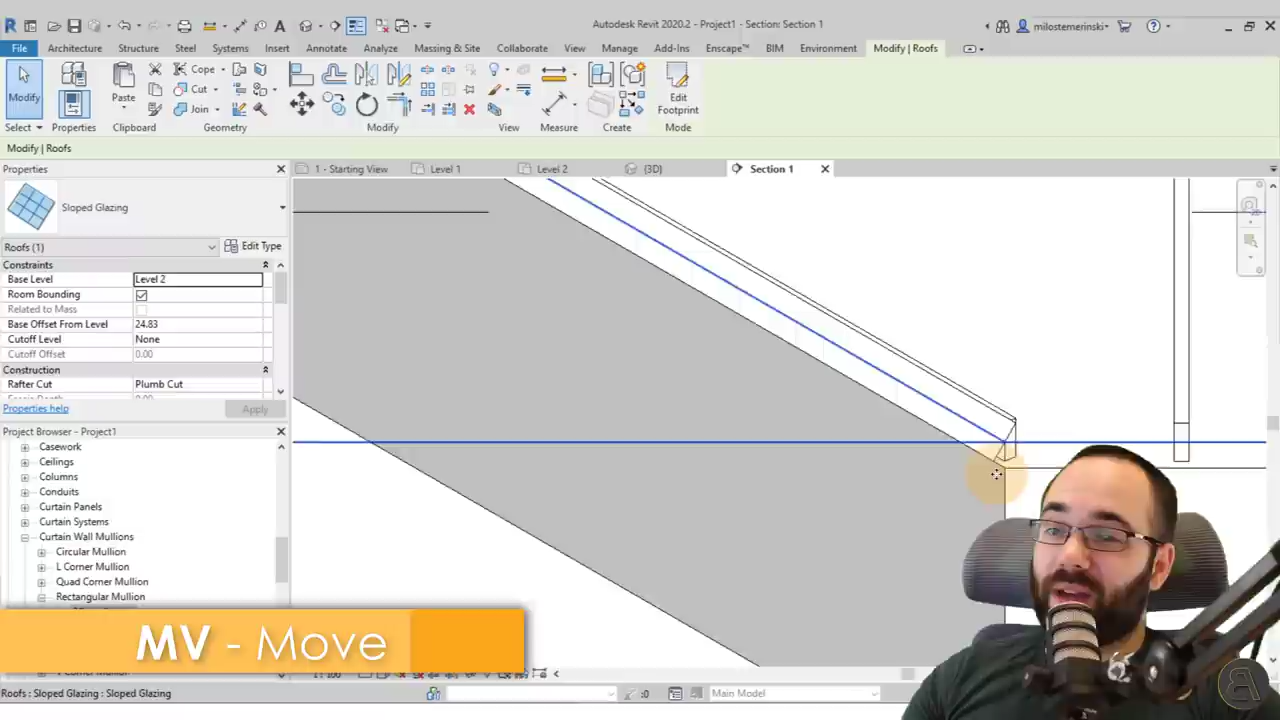 Autodesk Revit 2020.2 - Project1 - Section: Section 1
milostemerinski
File Architecture Structure Steel Systems Insert Annotate Analyze Massing & Site Collaborate View Manage Add-Ins Enscape™ BIM Environment Modify | Roofs
Modify Paste Cope Cut Join Edit Footprint
Select Properties Clipboard Geometry Modify View Measure Create Mode
Modify | Roofs
Properties
1 - Starting View Level 1 Level 2 {3D} Section 1
Sloped Glazing
Roofs (1) Edit Type
Constraints
Base Level Level 2
Room Bounding
Related to Mass
Base Offset From Level 24.83
Cutoff Level None
Cutoff Offset 0.00
Construction
Rafter Cut Plumb Cut
Properties help Apply
Project Browser - Project1
Casework
Ceilings
Columns
Conduits
Curtain Panels
Curtain Systems
Curtain Wall Mullions
Circular Mullion
L Corner Mullion
Quad Corner Mullion
Rectangular Mullion
MV - Move
Roofs : Sloped Glazing : Sloped Glazing :0 Main Model